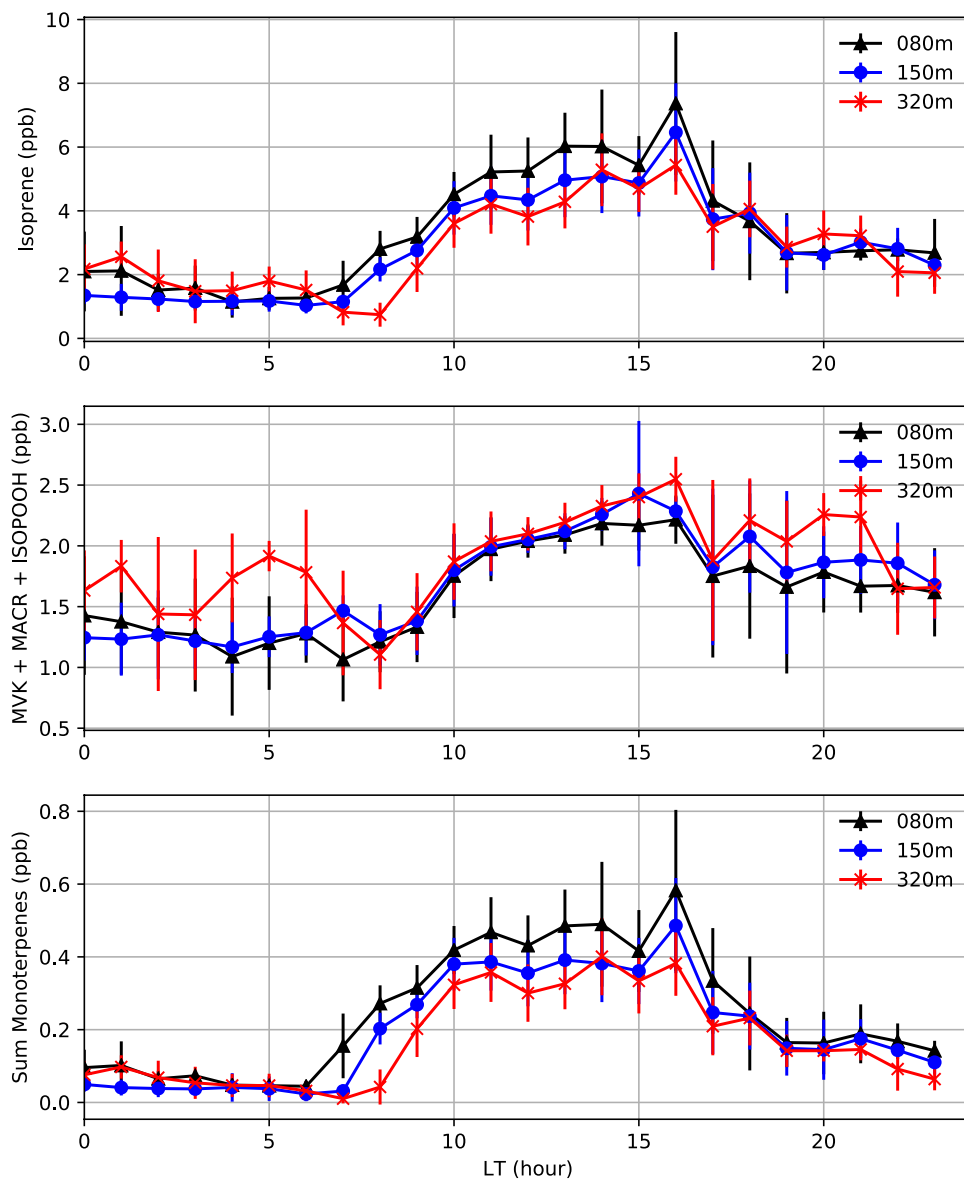 10
8
6
4
2
0
Isoprene (ppb)
080m
150m
320m
0 5 10 15 20
3.0
2.5
2.0
1.5
1.0
0.5
MVK + MACR + ISOPOOH (ppb)
080m
150m
320m
0 5 10 15 20
0.8
0.6
0.4
0.2
0.0
Sum Monoterpenes (ppb)
080m
150m
320m
0 5 10 15 20
LT (hour)